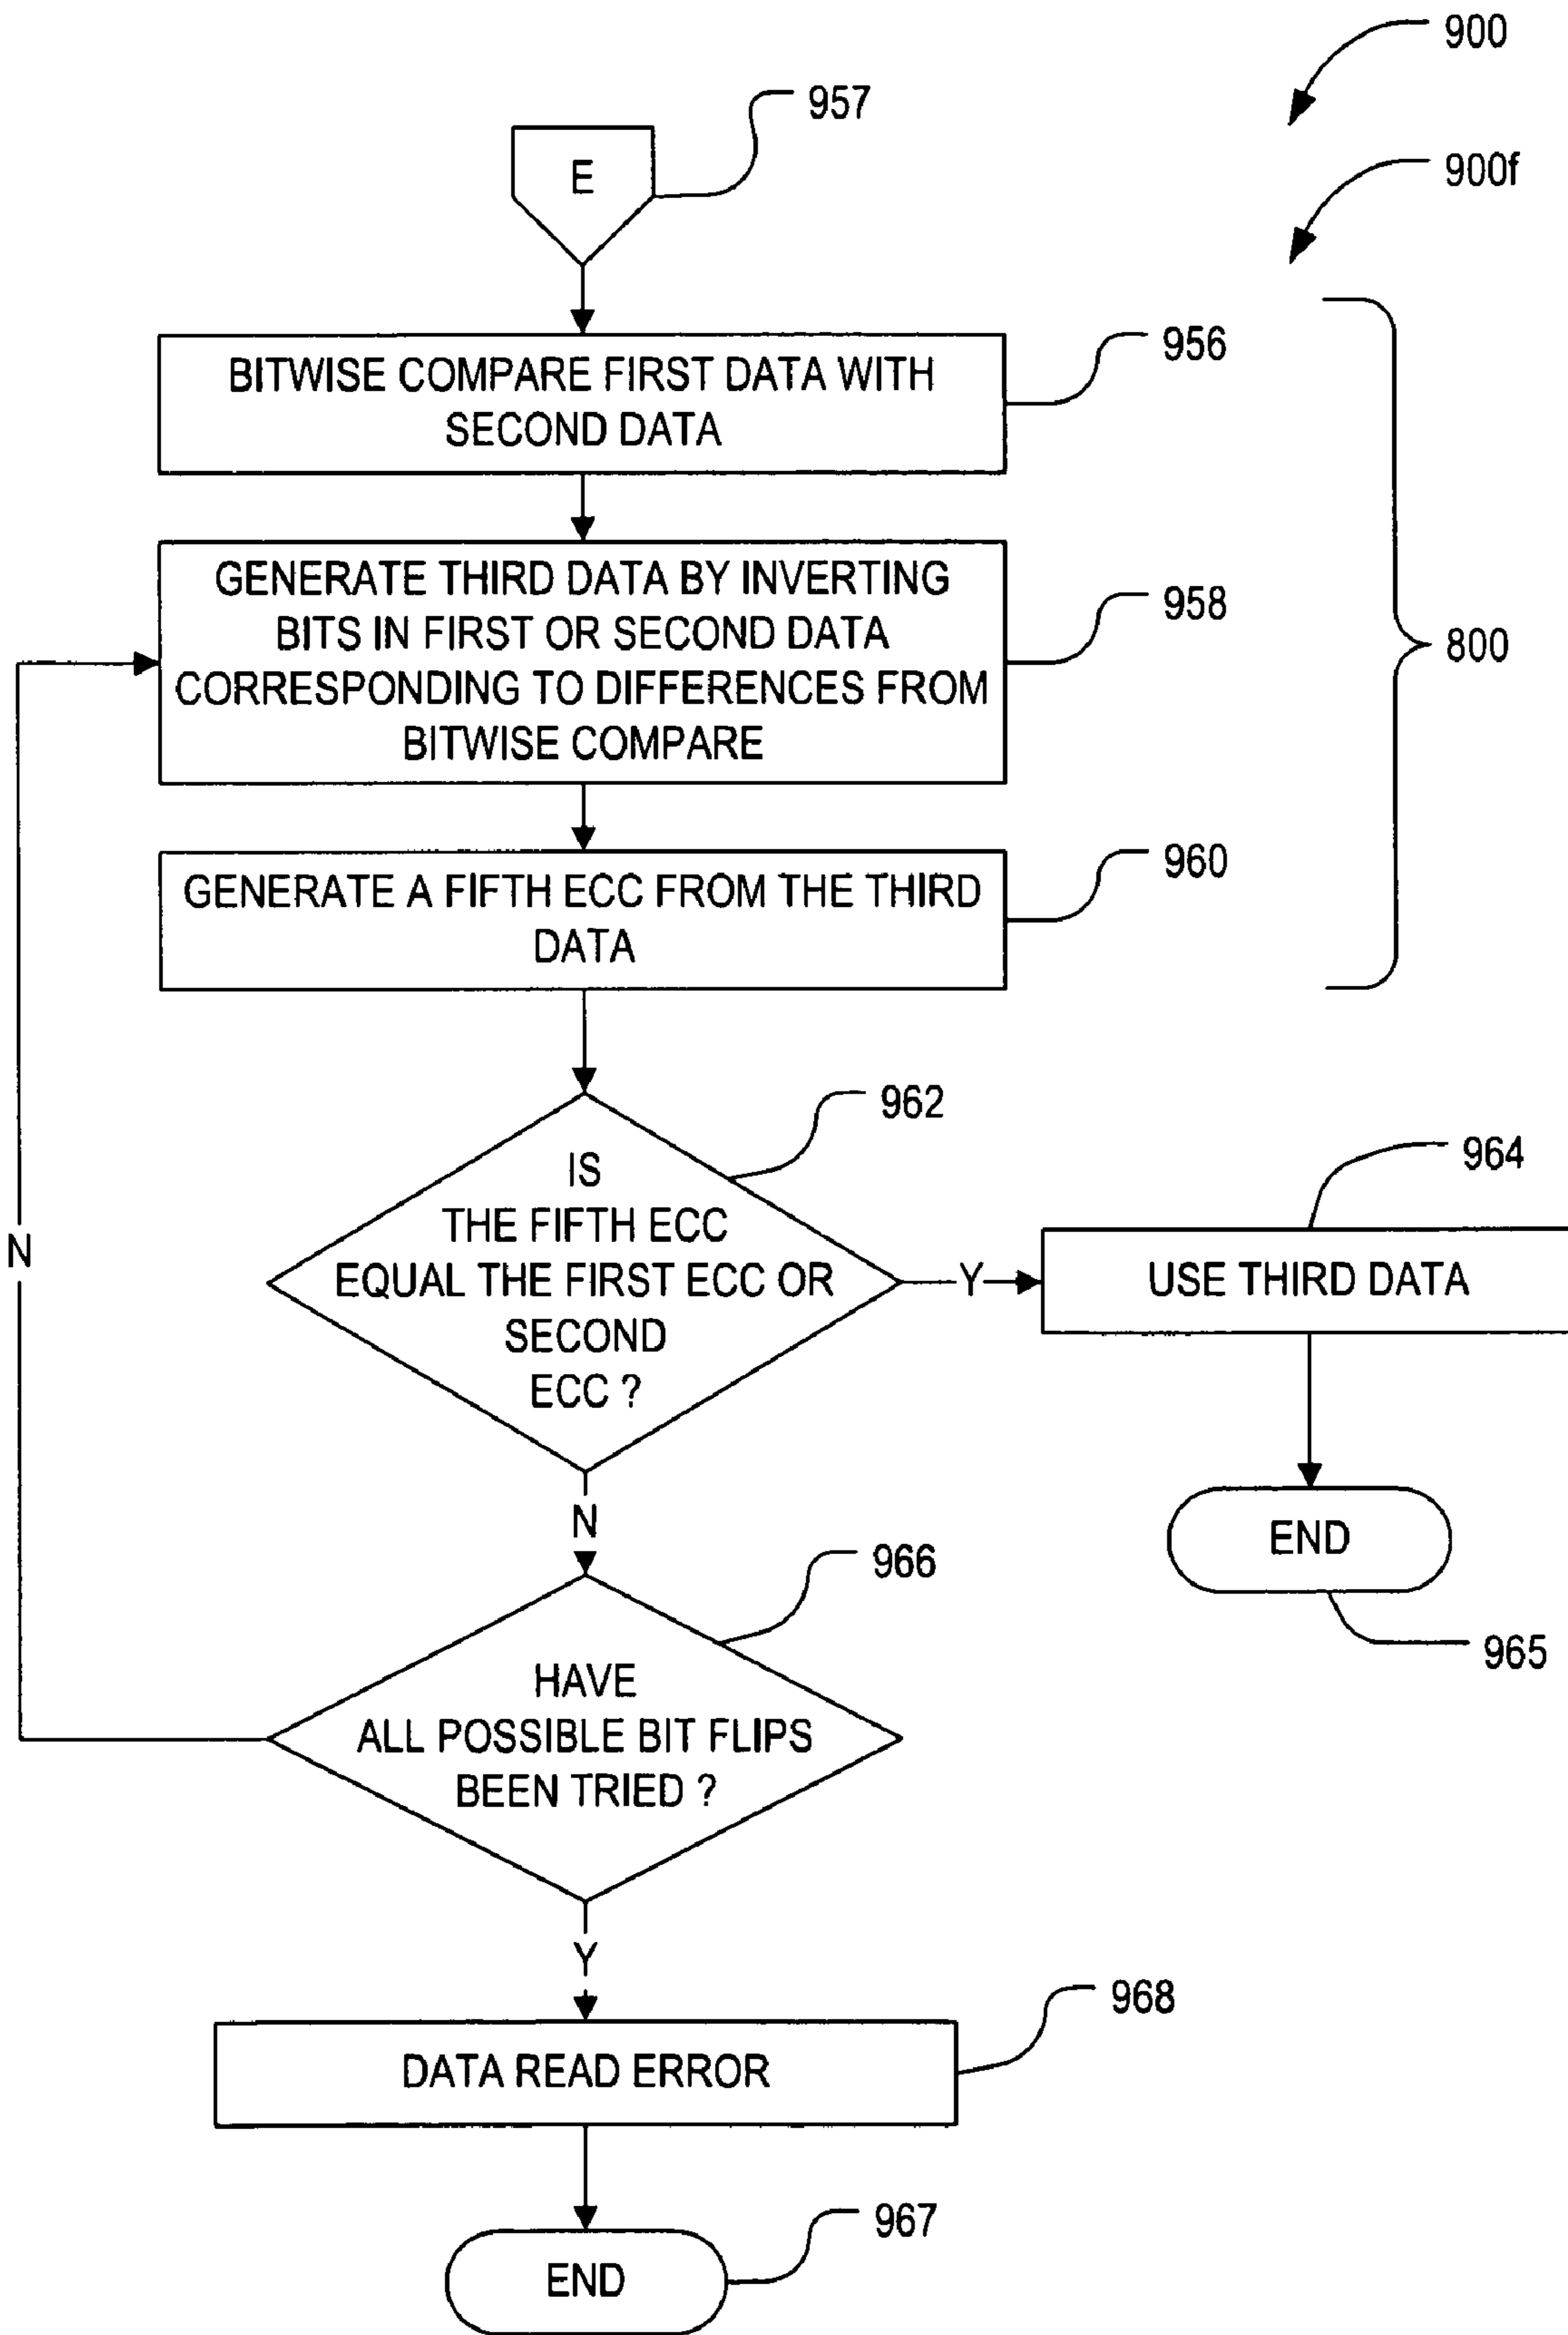 900
957
E
900f
BITWISE COMPARE FIRST DATA WITH
SECOND DATA
956
GENERATE THIRD DATA BY INVERTING
BITS IN FIRST OR SECOND DATA
CORRESPONDING TO DIFFERENCES FROM
BITWISE COMPARE
958
800
GENERATE A FIFTH ECC FROM THE THIRD
DATA
960
962
IS
THE FIFTH ECC
EQUAL THE FIRST ECC OR
SECOND
ECC ?
Y
964
USE THIRD DATA
END
965
N
N
966
HAVE
ALL POSSIBLE BIT FLIPS
BEEN TRIED ?
Y
968
DATA READ ERROR
967
END